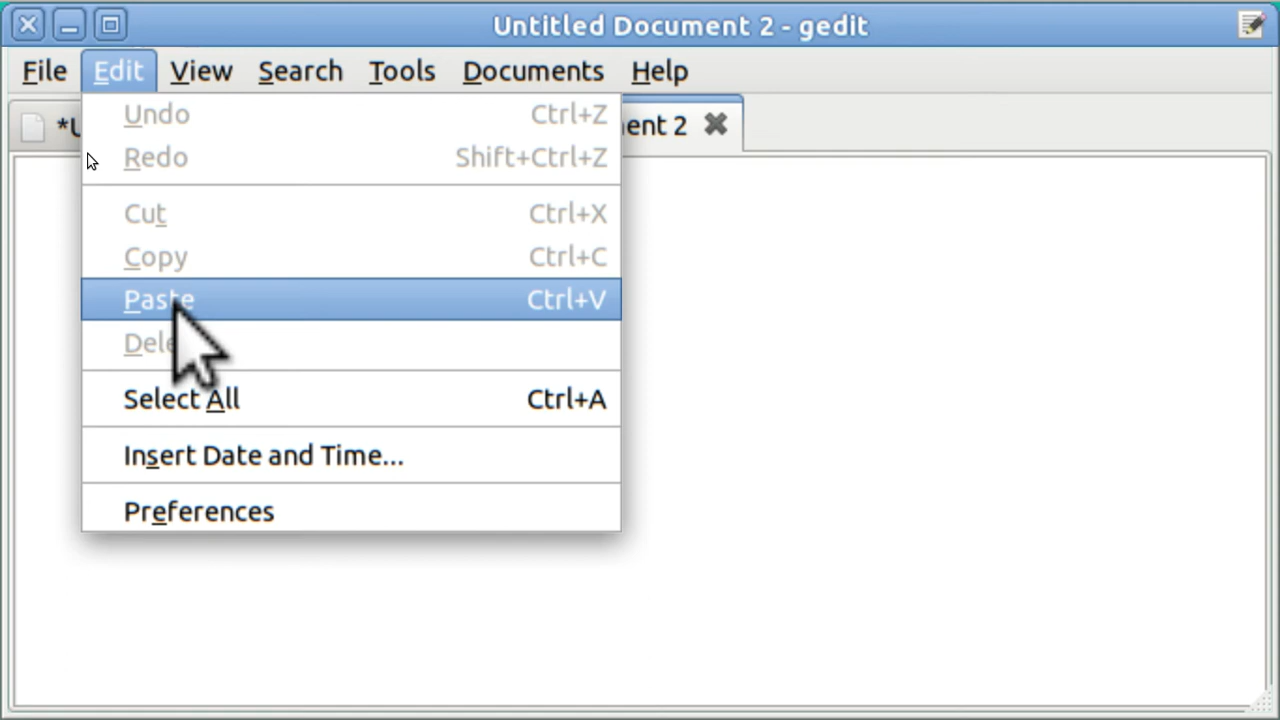 Untitled Document 2 - gedit
File Edit View Search Tools Documents Help
*U ent 2
Undo Ctrl+Z
Redo Shift+Ctrl+Z
Cut Ctrl+X
Copy Ctrl+C
Paste Ctrl+V
Dele
Select All Ctrl+A
Insert Date and Time...
Preferences